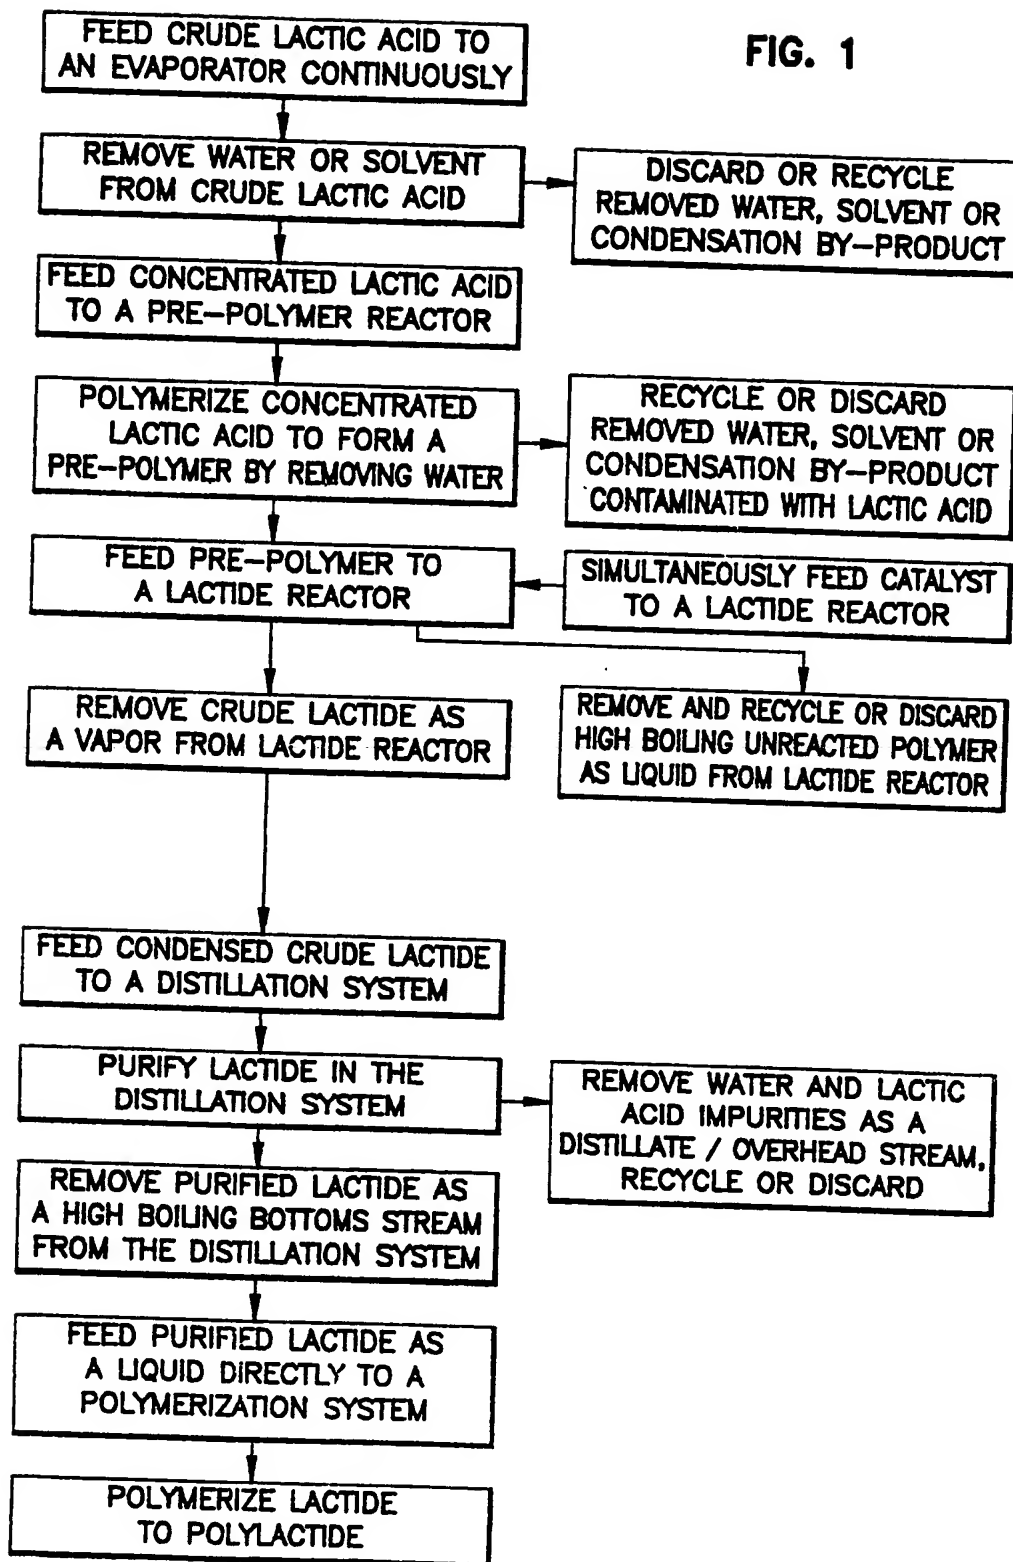 FIG. 1
FEED CRUDE LACTIC ACID TO
AN EVAPORATOR CONTINUOUSLY
REMOVE WATER OR SOLVENT
FROM CRUDE LACTIC ACID
DISCARD OR RECYCLE
REMOVED WATER, SOLVENT OR
CONDENSATION BY-PRODUCT
FEED CONCENTRATED LACTIC ACID
TO A PRE-POLYMER REACTOR
POLYMERIZE CONCENTRATED
LACTIC ACID TO FORM A
PRE-POLYMER BY REMOVING WATER
RECYCLE OR DISCARD
REMOVED WATER, SOLVENT OR
CONDENSATION BY-PRODUCT
CONTAMINATED WITH LACTIC ACID
FEED PRE-POLYMER TO
A LACTIDE REACTOR
SIMULTANEOUSLY FEED CATALYST
TO A LACTIDE REACTOR
REMOVE CRUDE LACTIDE AS
A VAPOR FROM LACTIDE REACTOR
REMOVE AND RECYCLE OR DISCARD
HIGH BOILING UNREACTED POLYMER
AS LIQUID FROM LACTIDE REACTOR
FEED CONDENSED CRUDE LACTIDE
TO A DISTILLATION SYSTEM
PURIFY LACTIDE IN THE
DISTILLATION SYSTEM
REMOVE WATER AND LACTIC
ACID IMPURITIES AS A
DISTILLATE / OVERHEAD STREAM,
RECYCLE OR DISCARD
REMOVE PURIFIED LACTIDE AS
A HIGH BOILING BOTTOMS STREAM
FROM THE DISTILLATION SYSTEM
FEED PURIFIED LACTIDE AS
A LIQUID DIRECTLY TO A
POLYMERIZATION SYSTEM
POLYMERIZE LACTIDE
TO POLYLACTIDE